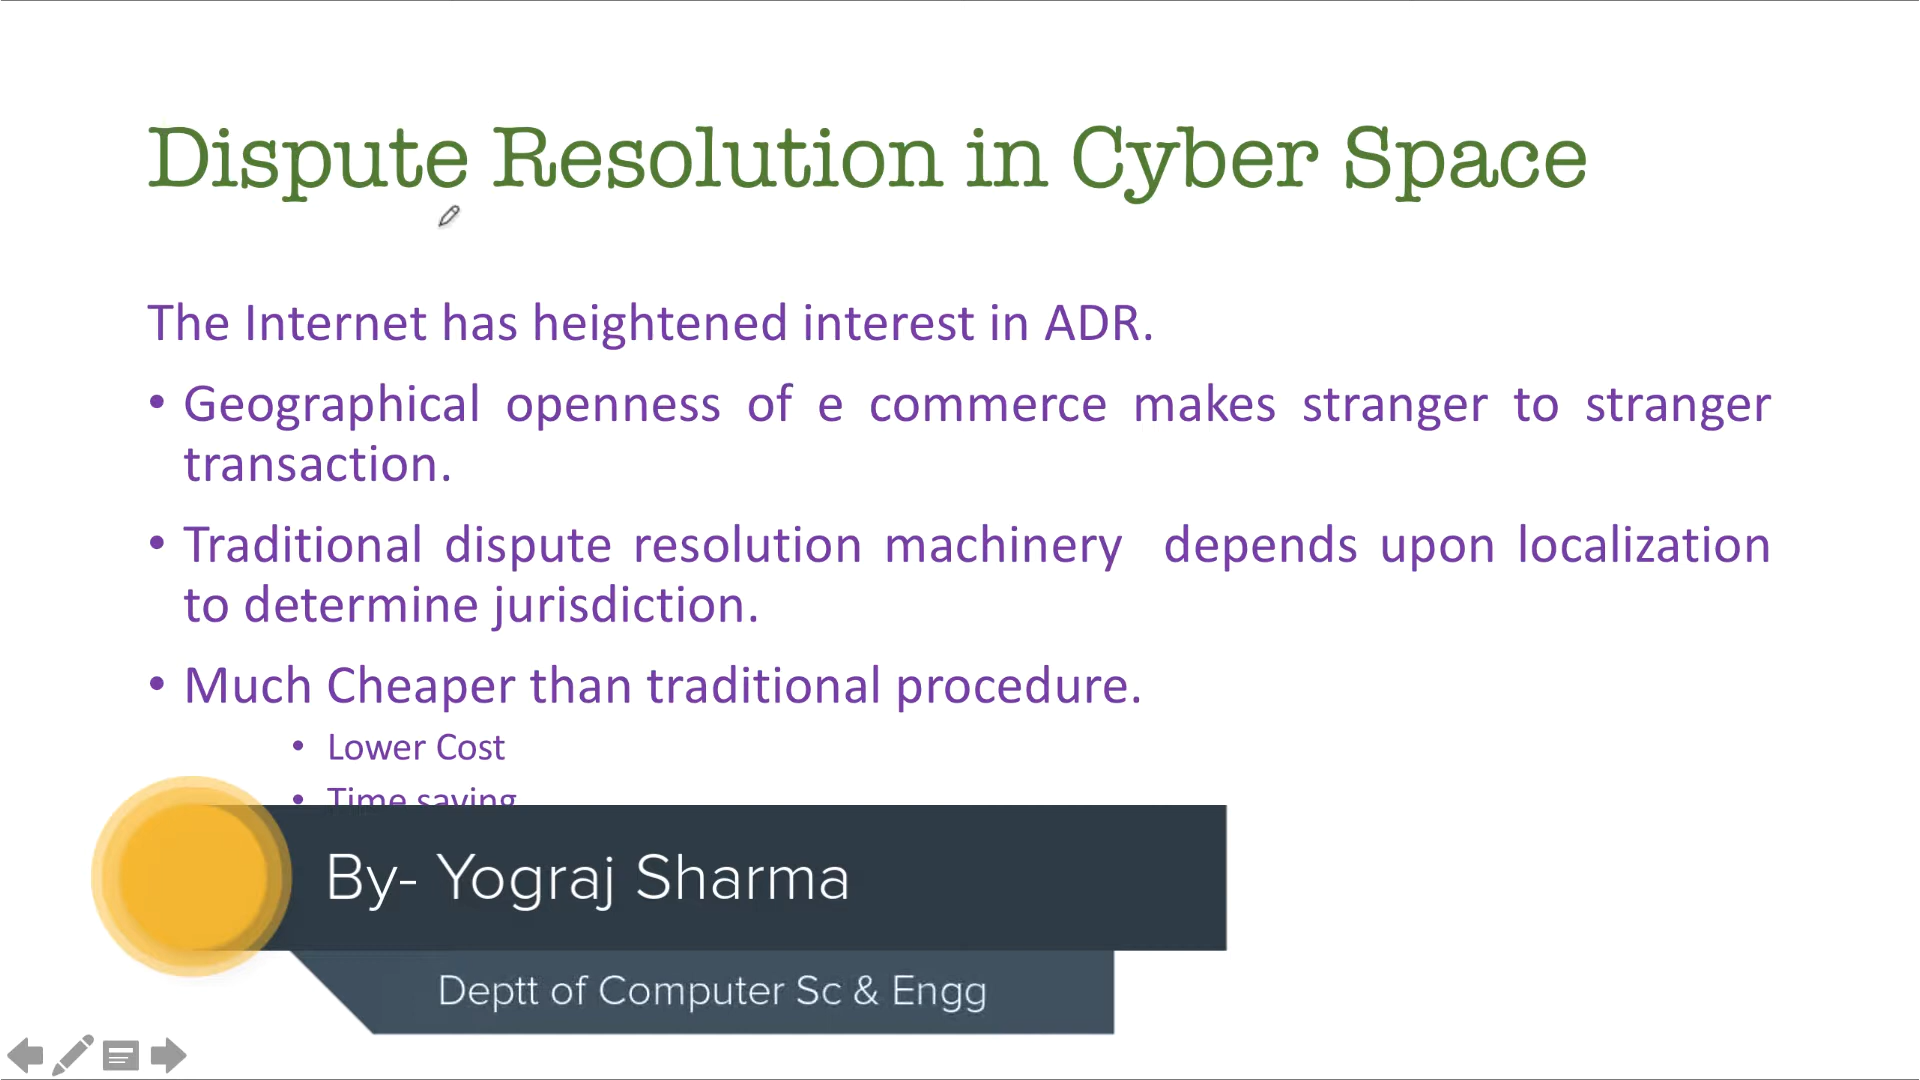 Dispute Resolution in Cyber Space
The Internet has heightened interest in ADR.
• Geographical openness of e commerce makes stranger to stranger
transaction.
• Traditional dispute resolution machinery depends upon localization
to determine jurisdiction.
• Much Cheaper than traditional procedure.
• Lower Cost
• Time saving
By- Yograj Sharma
Deptt of Computer Sc & Engg